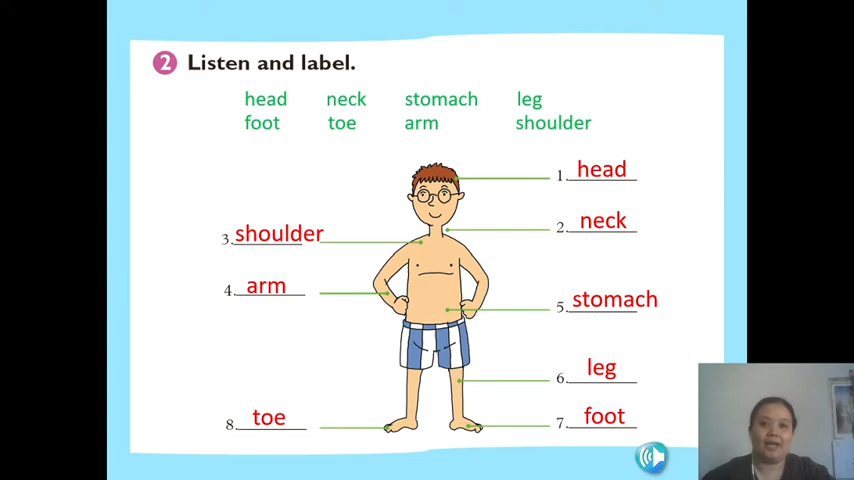 2 Listen and label.
head neck stomach leg
foot toe arm shoulder
1. head
2. neck
3. shoulder
4. arm
5. stomach
6. leg
7. foot
8. toe